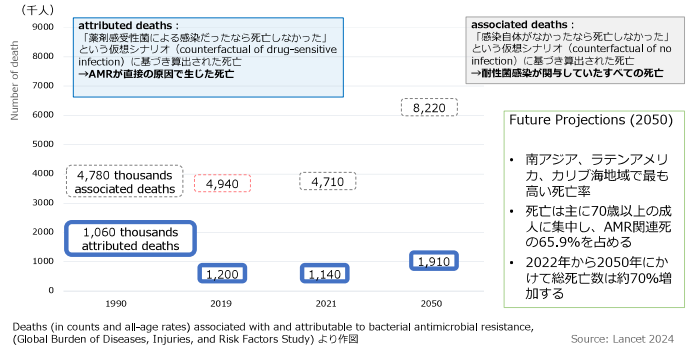 （千人）
Number of death
9000
8000
7000
6000
5000
4000
3000
2000
1000
0
attributed deaths：
「薬剤感受性菌による感染だったなら死亡しなかった」
という仮想シナリオ（counterfactual of drug-sensitive
infection）に基づき算出された死亡
→AMRが直接の原因で生じた死亡
associated deaths：
「感染自体がなかったなら死亡しなかった」
という仮想シナリオ（counterfactual of no
infection）に基づき算出された死亡
→耐性菌感染が関与していたすべての死亡
8,220
4,780 thousands
associated deaths
4,940
4,710
1,060 thousands
attributed deaths
1,200
1,140
1,910
1990
2019
2021
2050
Future Projections (2050)
• 南アジア、ラテンアメリ
カ、カリブ海地域で最も
高い死亡率
• 死亡は主に70歳以上の成
人に集中し、AMR関連死
の65.9%を占める
• 2022年から2050年にか
けて総死亡数は約70%増
加する
Deaths (in counts and all-age rates) associated with and attributable to bacterial antimicrobial resistance,
(Global Burden of Diseases, Injuries, and Risk Factors Study) より作図
Source: Lancet 2024